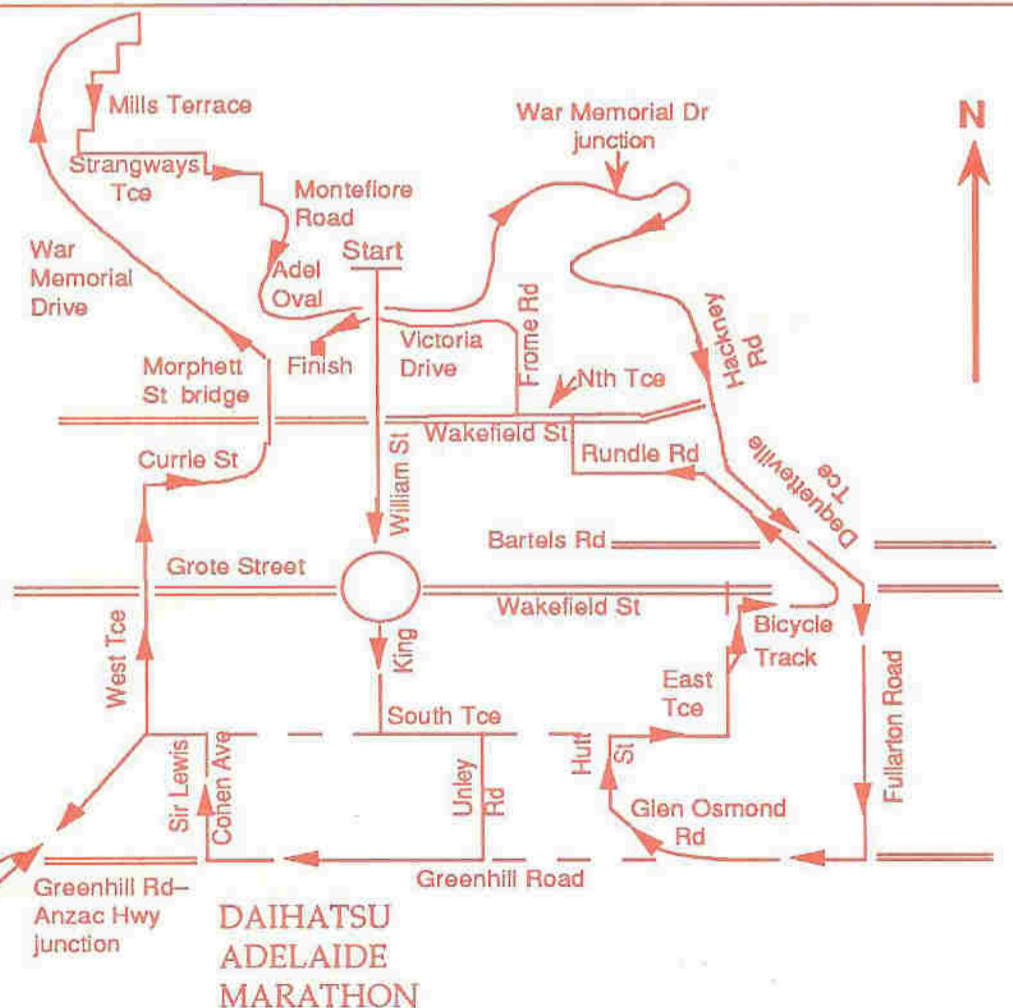 Mills Terrace
War Memorial Dr
junction
N
Strangways
Tce
Montefiore
Road
War
Memorial
Drive
Start
Adel
Oval
Frome Rd
Hackney
Rd
Victoria
Drive
Finish
Morphett
St bridge
Nth Tce
Wakefield St
Currie St
Rundle Rd
William St
Dequetteville
Tce
Bartels Rd
Grote Street
Wakefield St
Bicycle
Track
West Tce
King
East
Tce
South Tce
Hutt
St
Fullarton Road
Sir Lewis
Cohen Ave
Unley
Rd
Glen Osmond
Rd
Greenhill Road
Greenhill Rd–
Anzac Hwy
junction
DAIHATSU
ADELAIDE
MARATHON